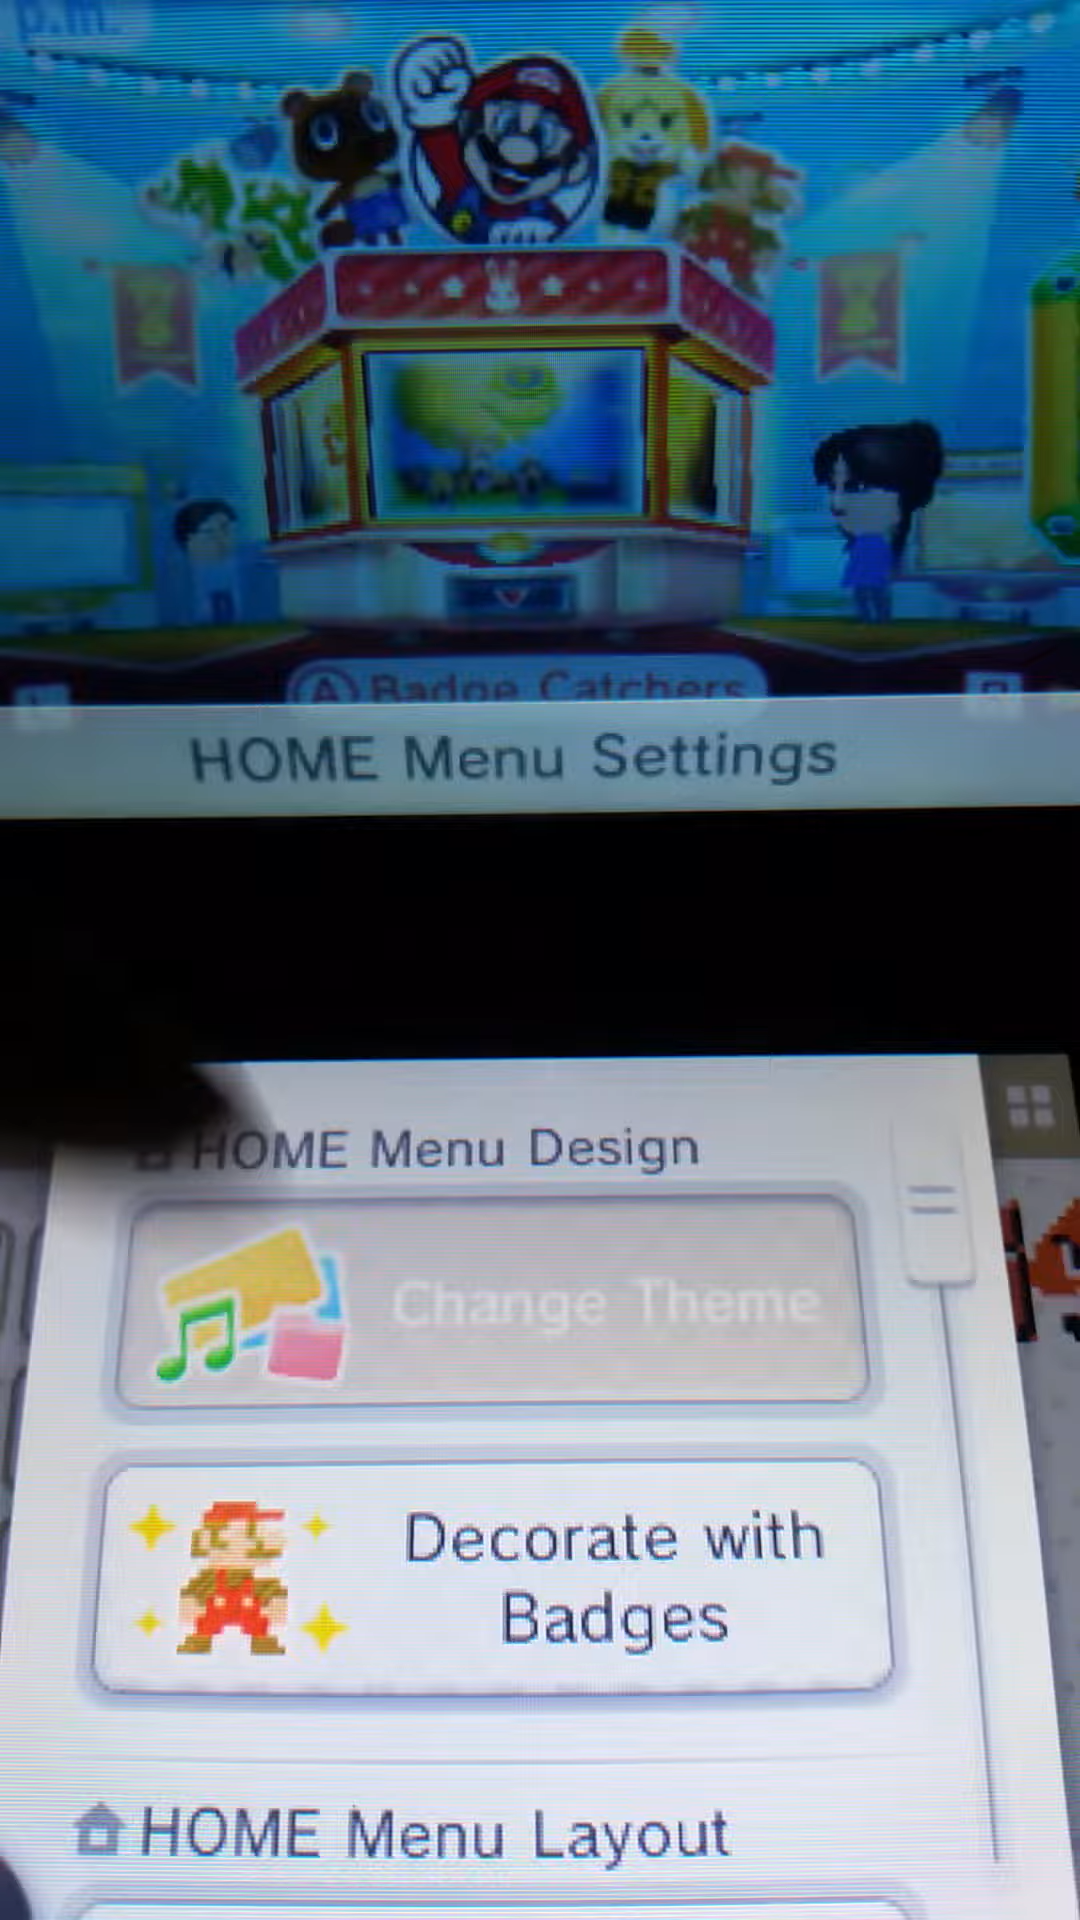 p.m.
A Badge Catchers
HOME Menu Settings
HOME Menu Design
Change Theme
Decorate with
Badges
HOME Menu Layout